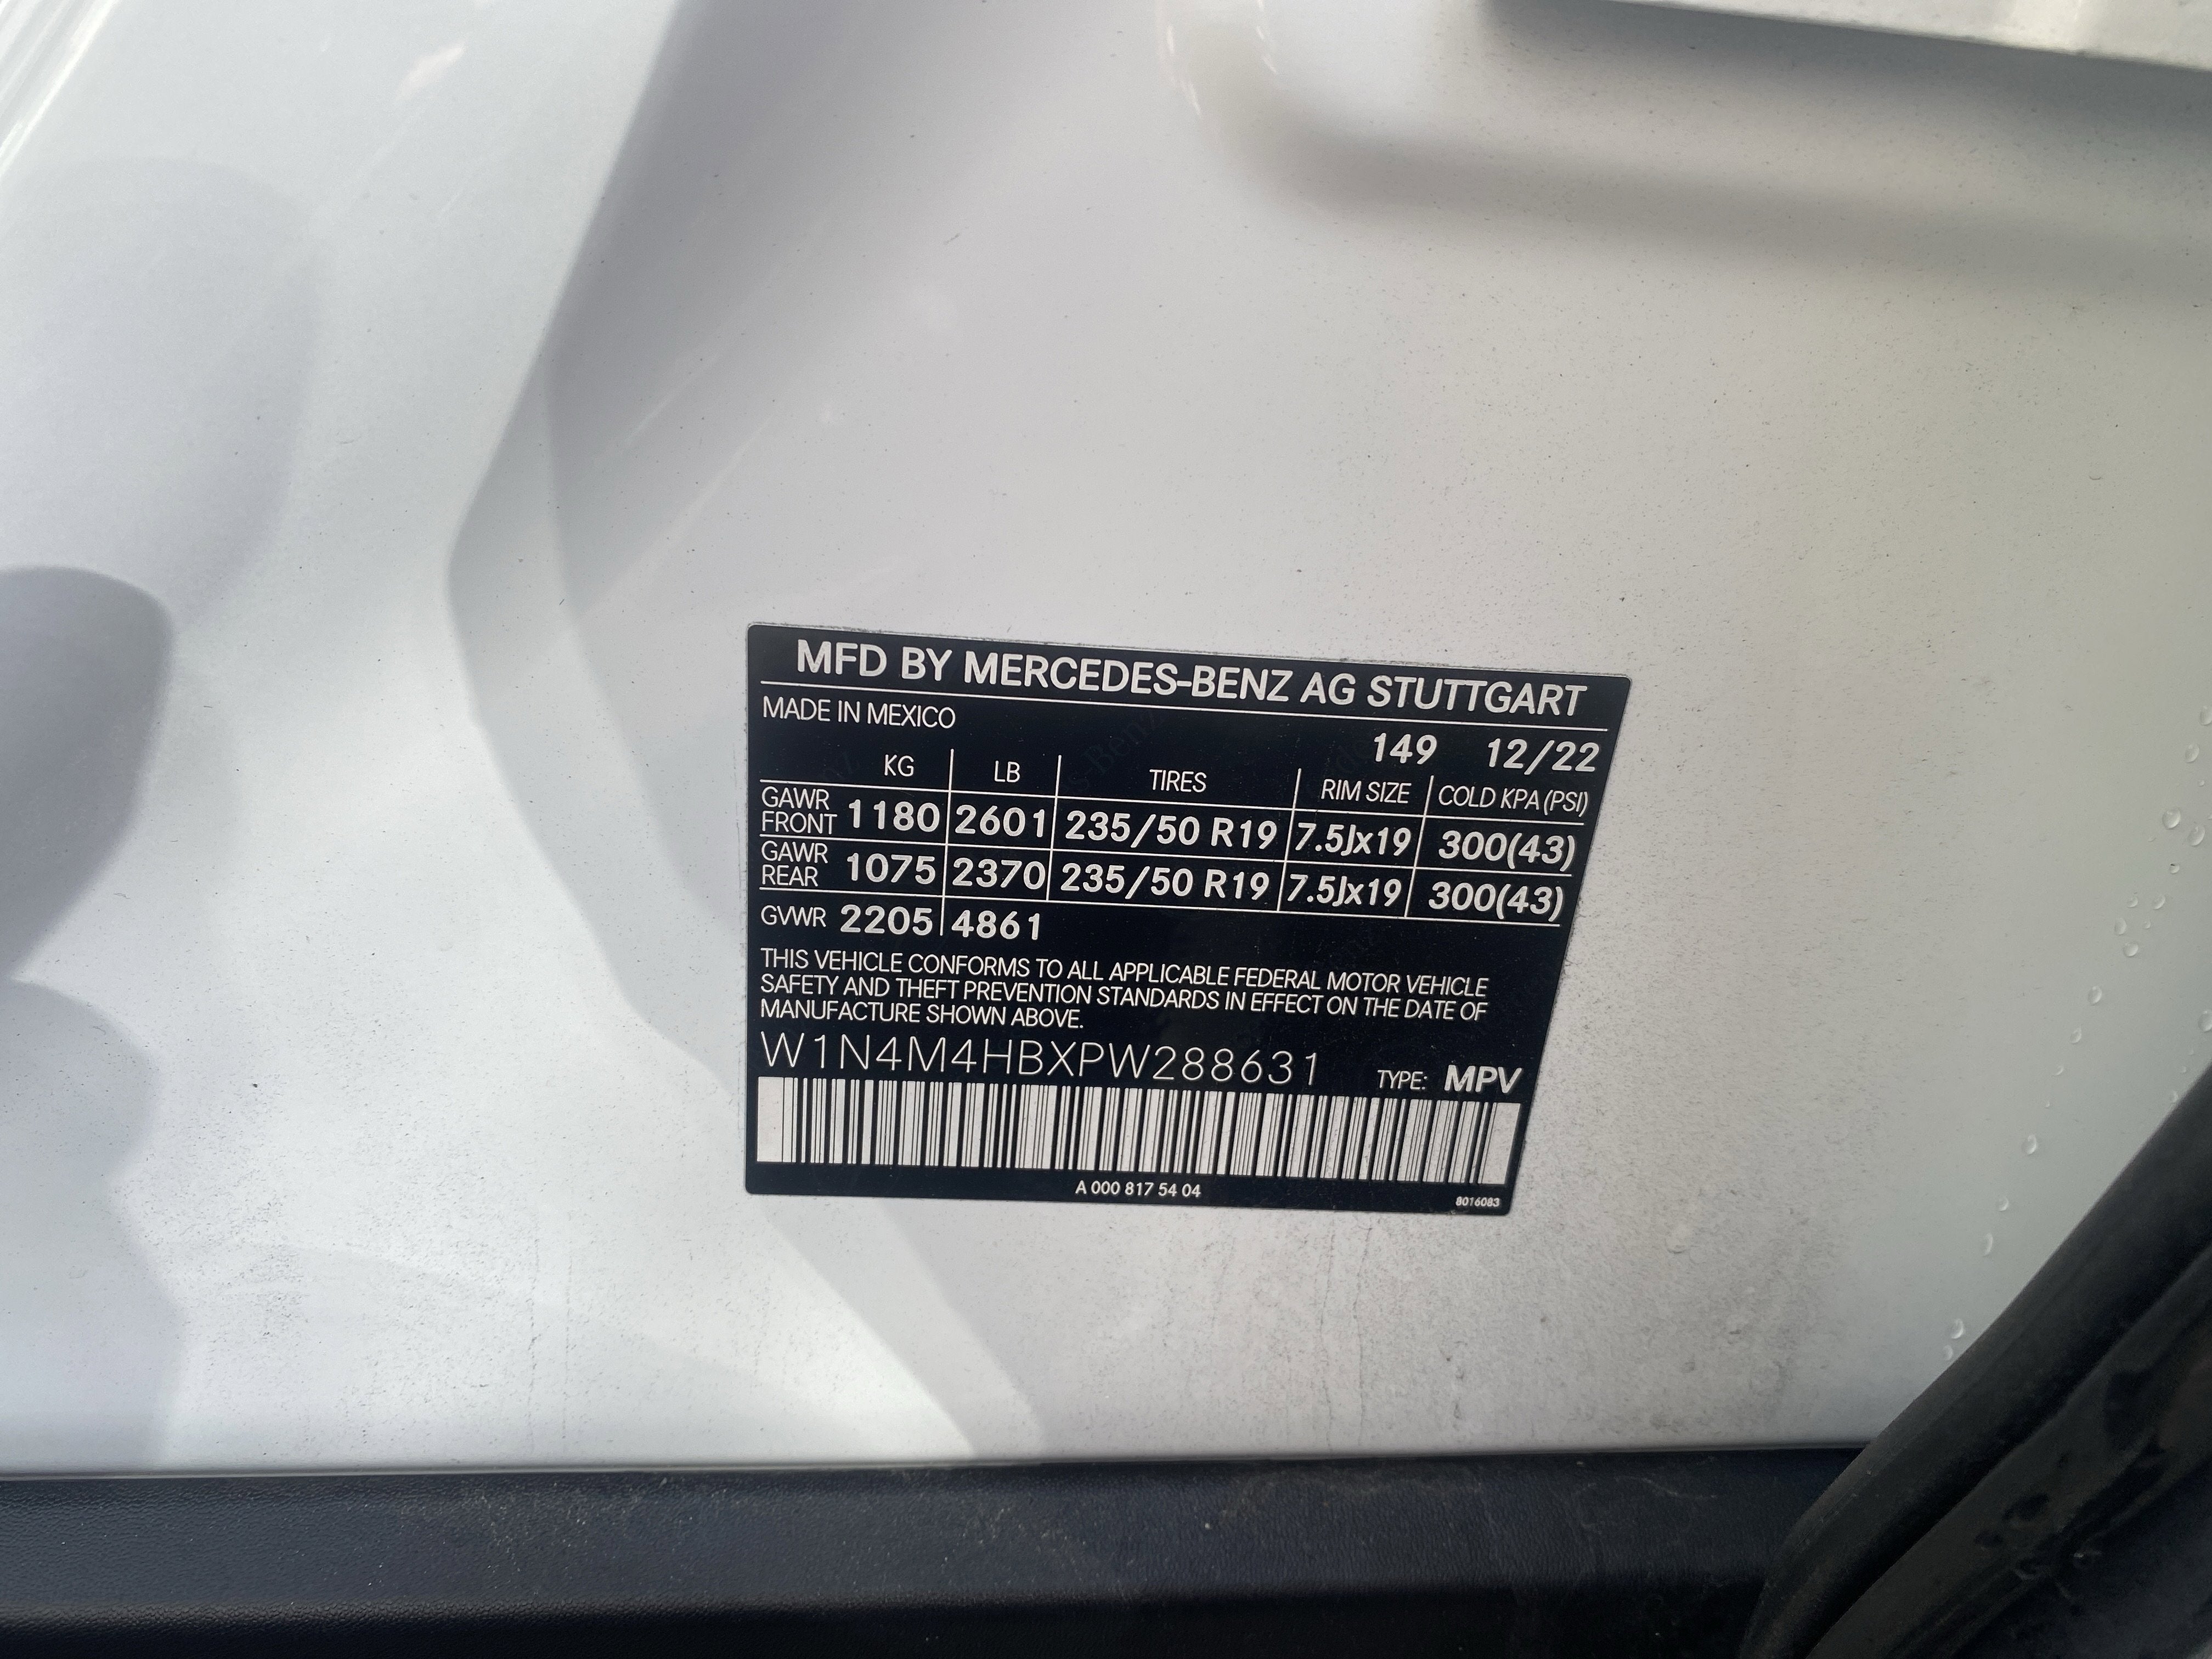 MFD BY MERCEDES-BENZ AG STUTTGART
MADE IN MEXICO
149 12/22
KG LB TIRES RIM SIZE COLD KPA (PSI)
GAWR FRONT 1180 2601 235/50 R19 7.5Jx19 300(43)
GAWR REAR 1075 2370 235/50 R19 7.5Jx19 300(43)
GVWR 2205 4861
THIS VEHICLE CONFORMS TO ALL APPLICABLE FEDERAL MOTOR VEHICLE
SAFETY AND THEFT PREVENTION STANDARDS IN EFFECT ON THE DATE OF
MANUFACTURE SHOWN ABOVE.
W1N4M4HBXPW288631 TYPE: MPV
A 000 817 54 04
8016083